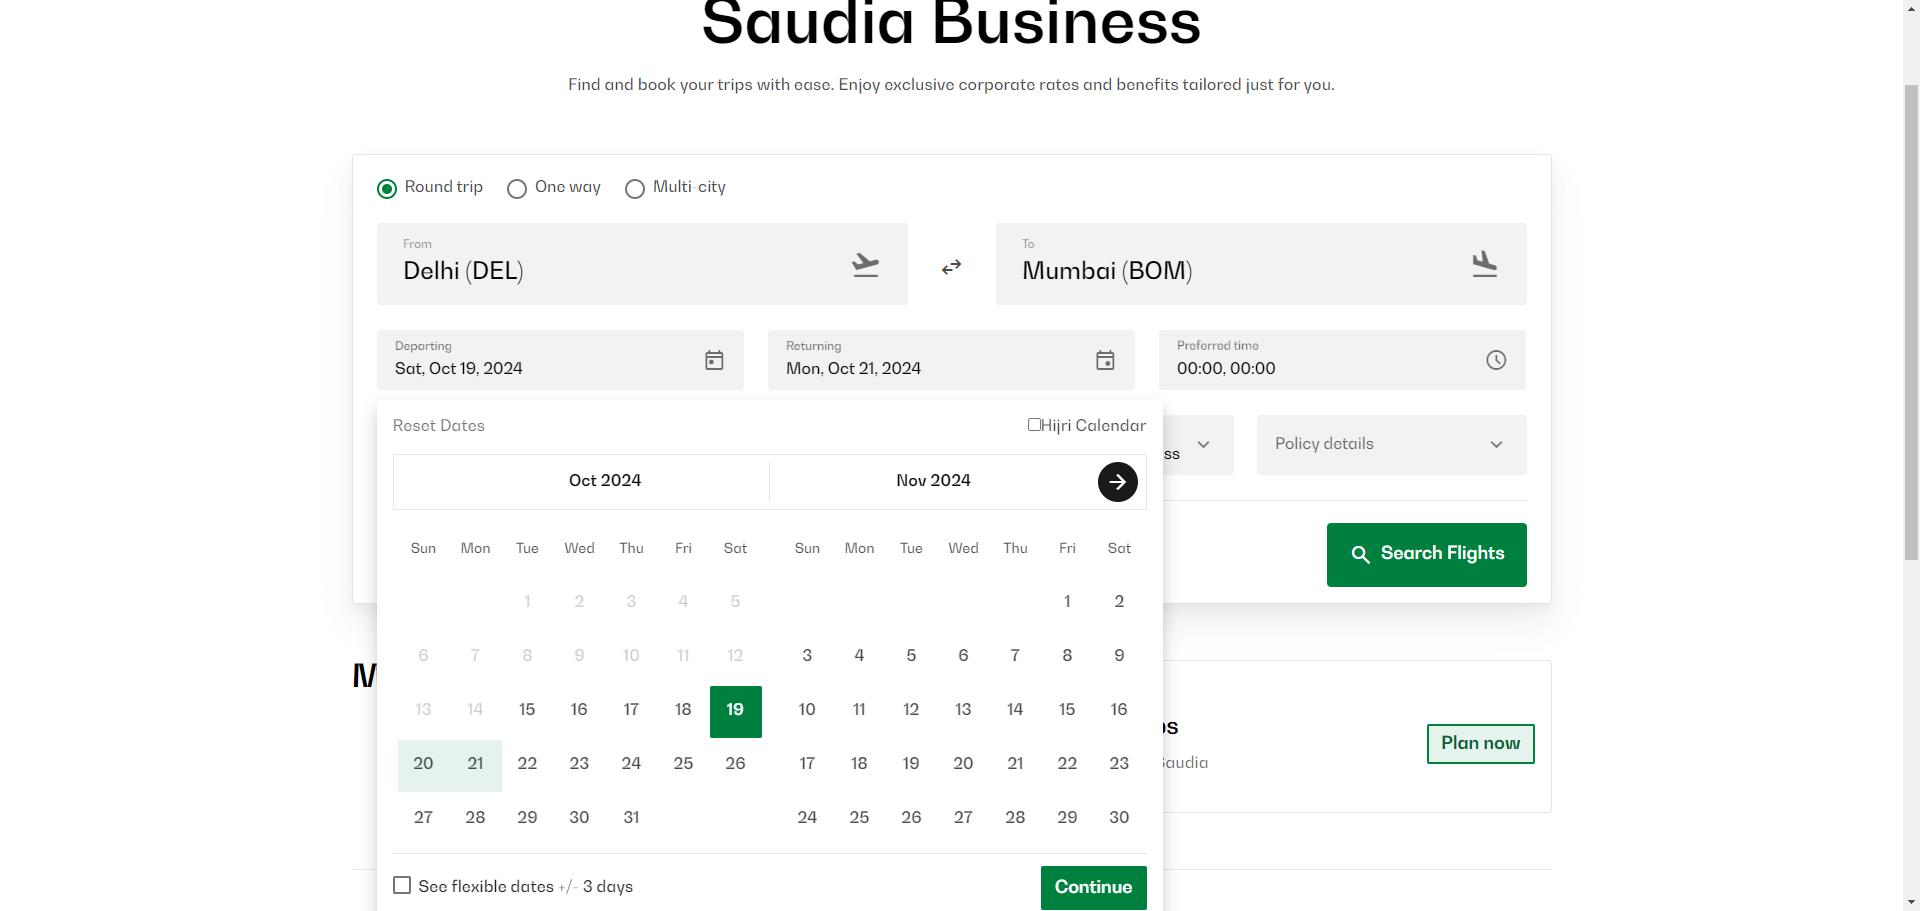 Saudia Business
Find and book your trips with ease. Enjoy exclusive corporate rates and benefits tailored just for you.
Round trip One way Multi-city
From
Delhi (DEL)
To
Mumbai (BOM)
Departing
Sat, Oct 19, 2024
Returning
Mon, Oct 21, 2024
Preferred time
00:00, 00:00
Reset Dates Hijri Calendar
ss
Policy details
Oct 2024 Nov 2024
Search Flights
Sun Mon Tue Wed Thu Fri Sat Sun Mon Tue Wed Thu Fri Sat
1 2 3 4 5 1 2
6 7 8 9 10 11 12 3 4 5 6 7 8 9
13 14 15 16 17 18 19 10 11 12 13 14 15 16
20 21 22 23 24 25 26 17 18 19 20 21 22 23
27 28 29 30 31 24 25 26 27 28 29 30
Plan now
See flexible dates +/- 3 days
Continue